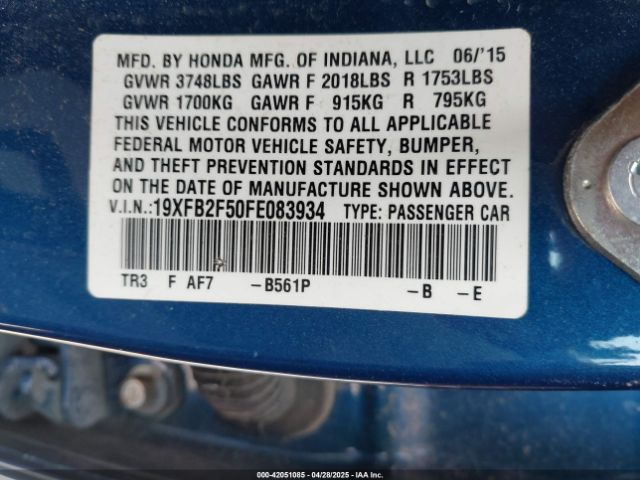 MFD. BY HONDA MFG. OF INDIANA, LLC 06/'15
GVWR 3748LBS GAWR F 2018LBS R 1753LBS
GVWR 1700KG GAWR F 915KG R 795KG
THIS VEHICLE CONFORMS TO ALL APPLICABLE
FEDERAL MOTOR VEHICLE SAFETY, BUMPER,
AND THEFT PREVENTION STANDARDS IN EFFECT
ON THE DATE OF MANUFACTURE SHOWN ABOVE.
V.I.N.:19XFB2F50FE083934 TYPE: PASSENGER CAR
TR3 F AF7 -B561P -B -E
000-42051085 04/28/2025 IAA, Inc.